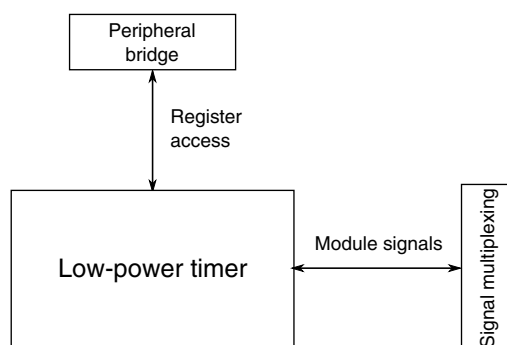 Peripheral
bridge
Register
access
Low-power timer
Module signals
Signal multiplexing